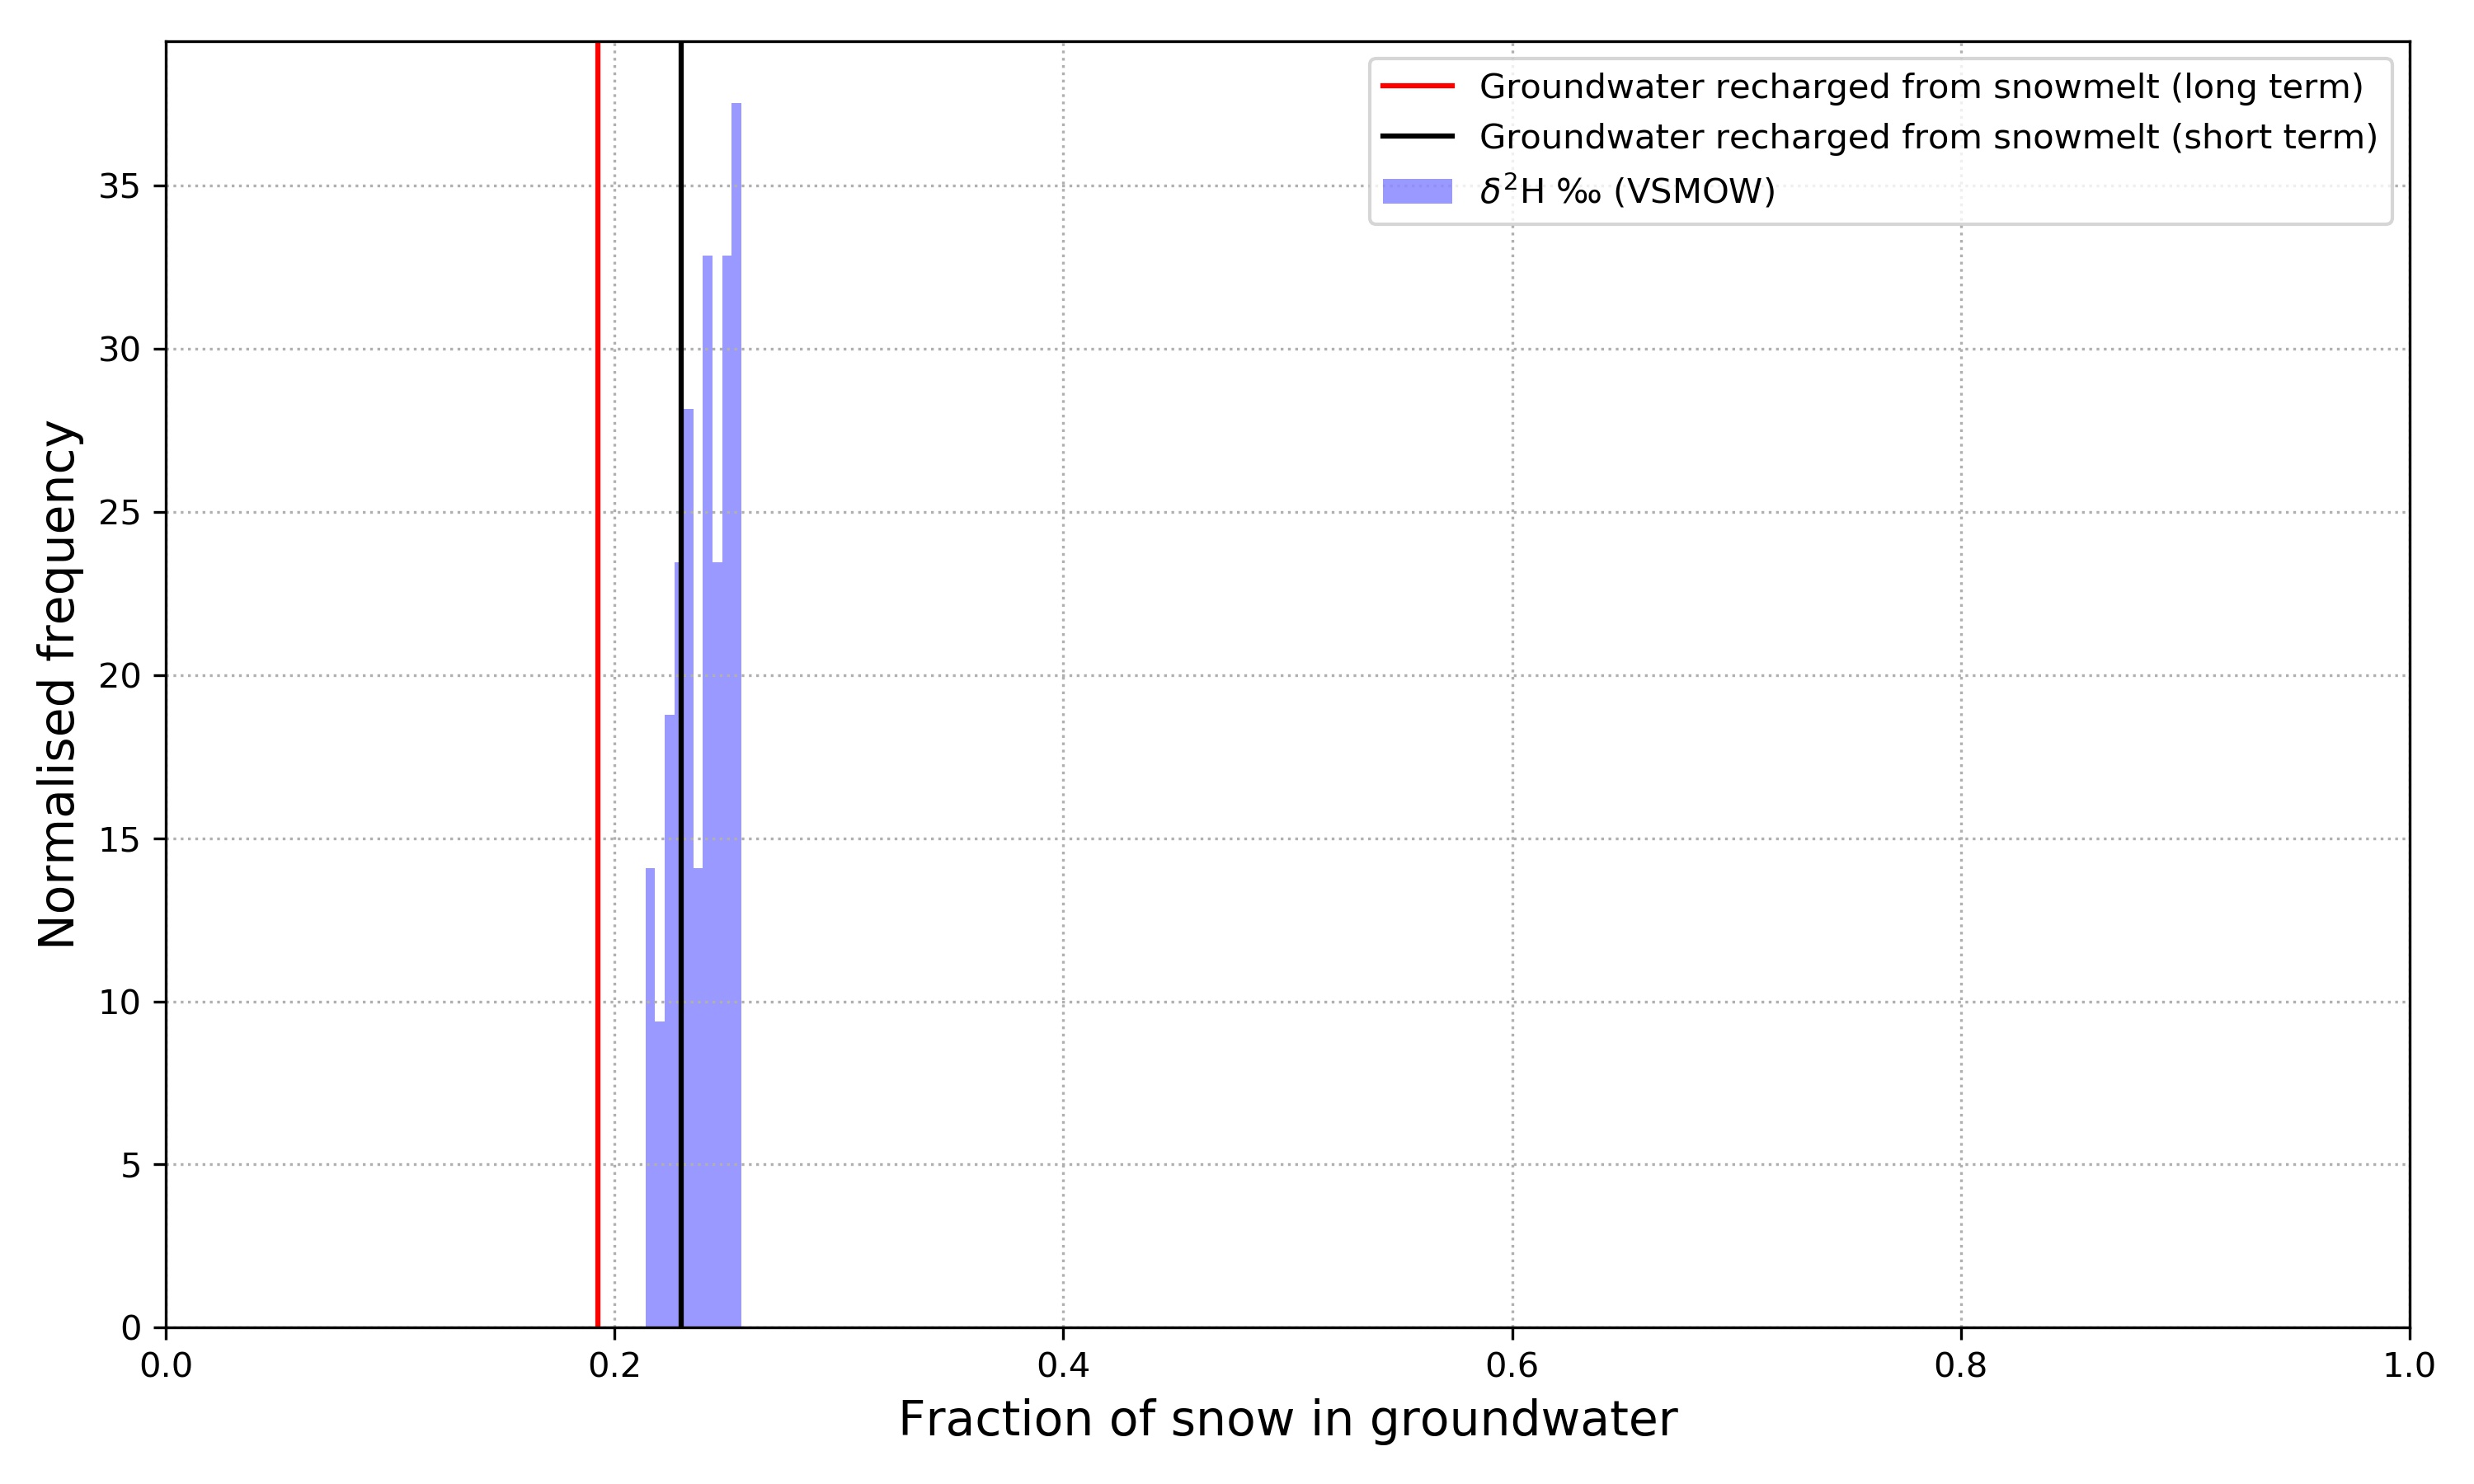 Groundwater recharged from snowmelt (long term)
Groundwater recharged from snowmelt (short term)
δ²H ‰ (VSMOW)
Normalised frequency
35
30
25
20
15
10
5
0
0.0 0.2 0.4 0.6 0.8 1.0
Fraction of snow in groundwater